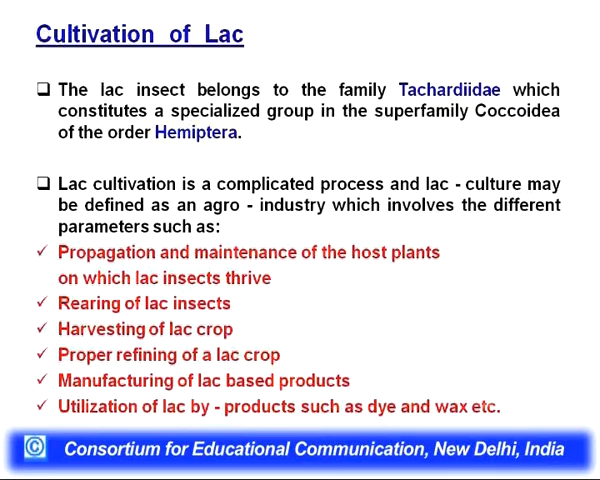 Cultivation of Lac
❑ The lac insect belongs to the family Tachardiidae which
constitutes a specialized group in the superfamily Coccoidea
of the order Hemiptera.
❑ Lac cultivation is a complicated process and lac - culture may
be defined as an agro - industry which involves the different
parameters such as:
✓ Propagation and maintenance of the host plants
on which lac insects thrive
✓ Rearing of lac insects
✓ Harvesting of lac crop
✓ Proper refining of a lac crop
✓ Manufacturing of lac based products
✓ Utilization of lac by - products such as dye and wax etc.
© Consortium for Educational Communication, New Delhi, India